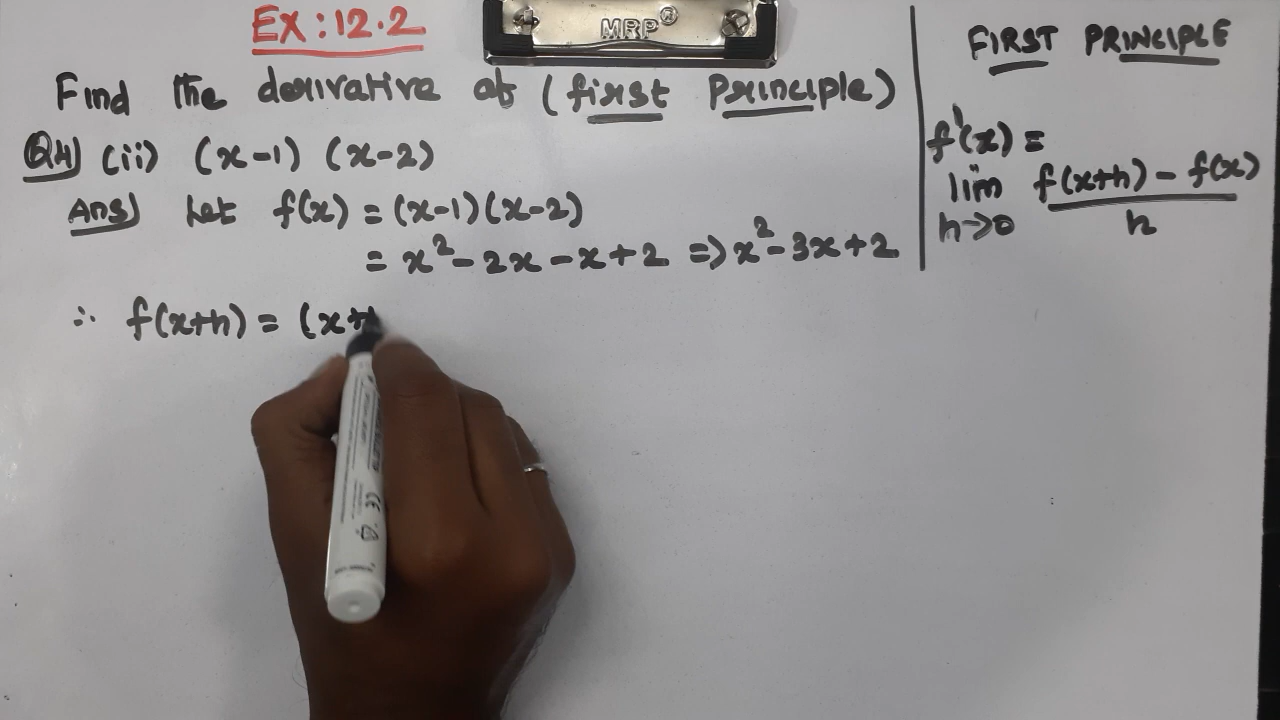 EX:12.2
MRP®
Find the derivative of (first Principle)
Q4) (ii) (x-1) (x-2)
Ans) Let f(x) = (x-1)(x-2)
= x² - 2x - x + 2 ⇒ x² - 3x + 2
∴ f(x+h) = (x+
FIRST PRINCIPLE
f'(x) =
lim f(x+h) - f(x)
h→0 h
CE